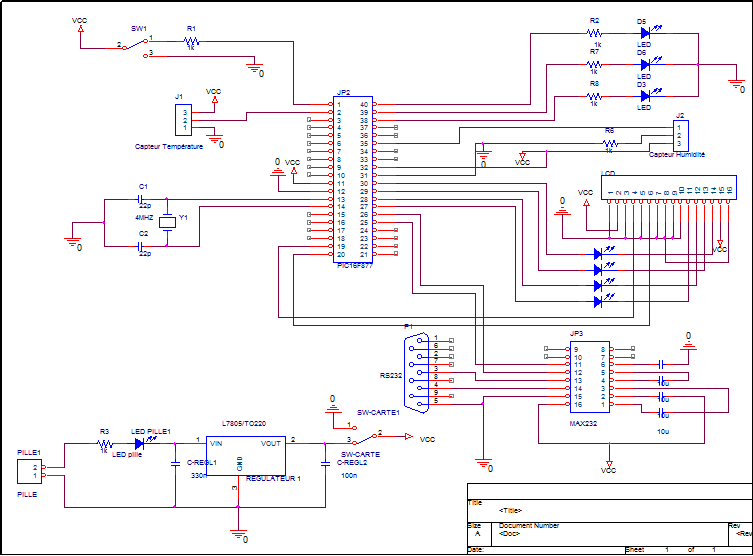 VCC
SW1
R1
1k
2
1
3
0
R2
1k
D5
LED
R7
1k
D6
LED
R8
1k
D3
LED
0
J1
VCC
3
2
1
0
Capteur Température
JP2
1 40
2 39
3 38
4 37
5 36
6 35
7 34
8 33
9 32
10 31
11 30
12 29
13 28
14 27
15 26
16 25
17 24
18 23
19 22
20 21
PIC16F877
0
VCC
J2
1
2
3
R6
1k
0
VCC
Capteur Humidité
LCD
1 2 3 4 5 6 7 8 9 10 11 12 13 14 15 16
VCC
0
VCC
C1
22p
4MHZ
Y1
C2
22p
0
P1
1
6
2
7
3
8
4
9
5
RS232
0
JP3
9 8
10 7
11 6
12 5
13 4
14 3
15 2
16 1
MAX232
0
10u
10u
10u
VCC
PILLE1
2
1
PILLE
R3
1k
LED PILLE1
LED pille
C-REGL1
330n
L7805/TO220
1
VIN
VOUT
2
GND
3
REGULATEUR 1
0
C-REGL2
100n
0
SW-CARTE1
1
3
2
SW-CARTE
VCC
Title
<Title>
Size
A
Document Number
<Doc>
Rev
<Rev
Date:
Sheet 1 of 1